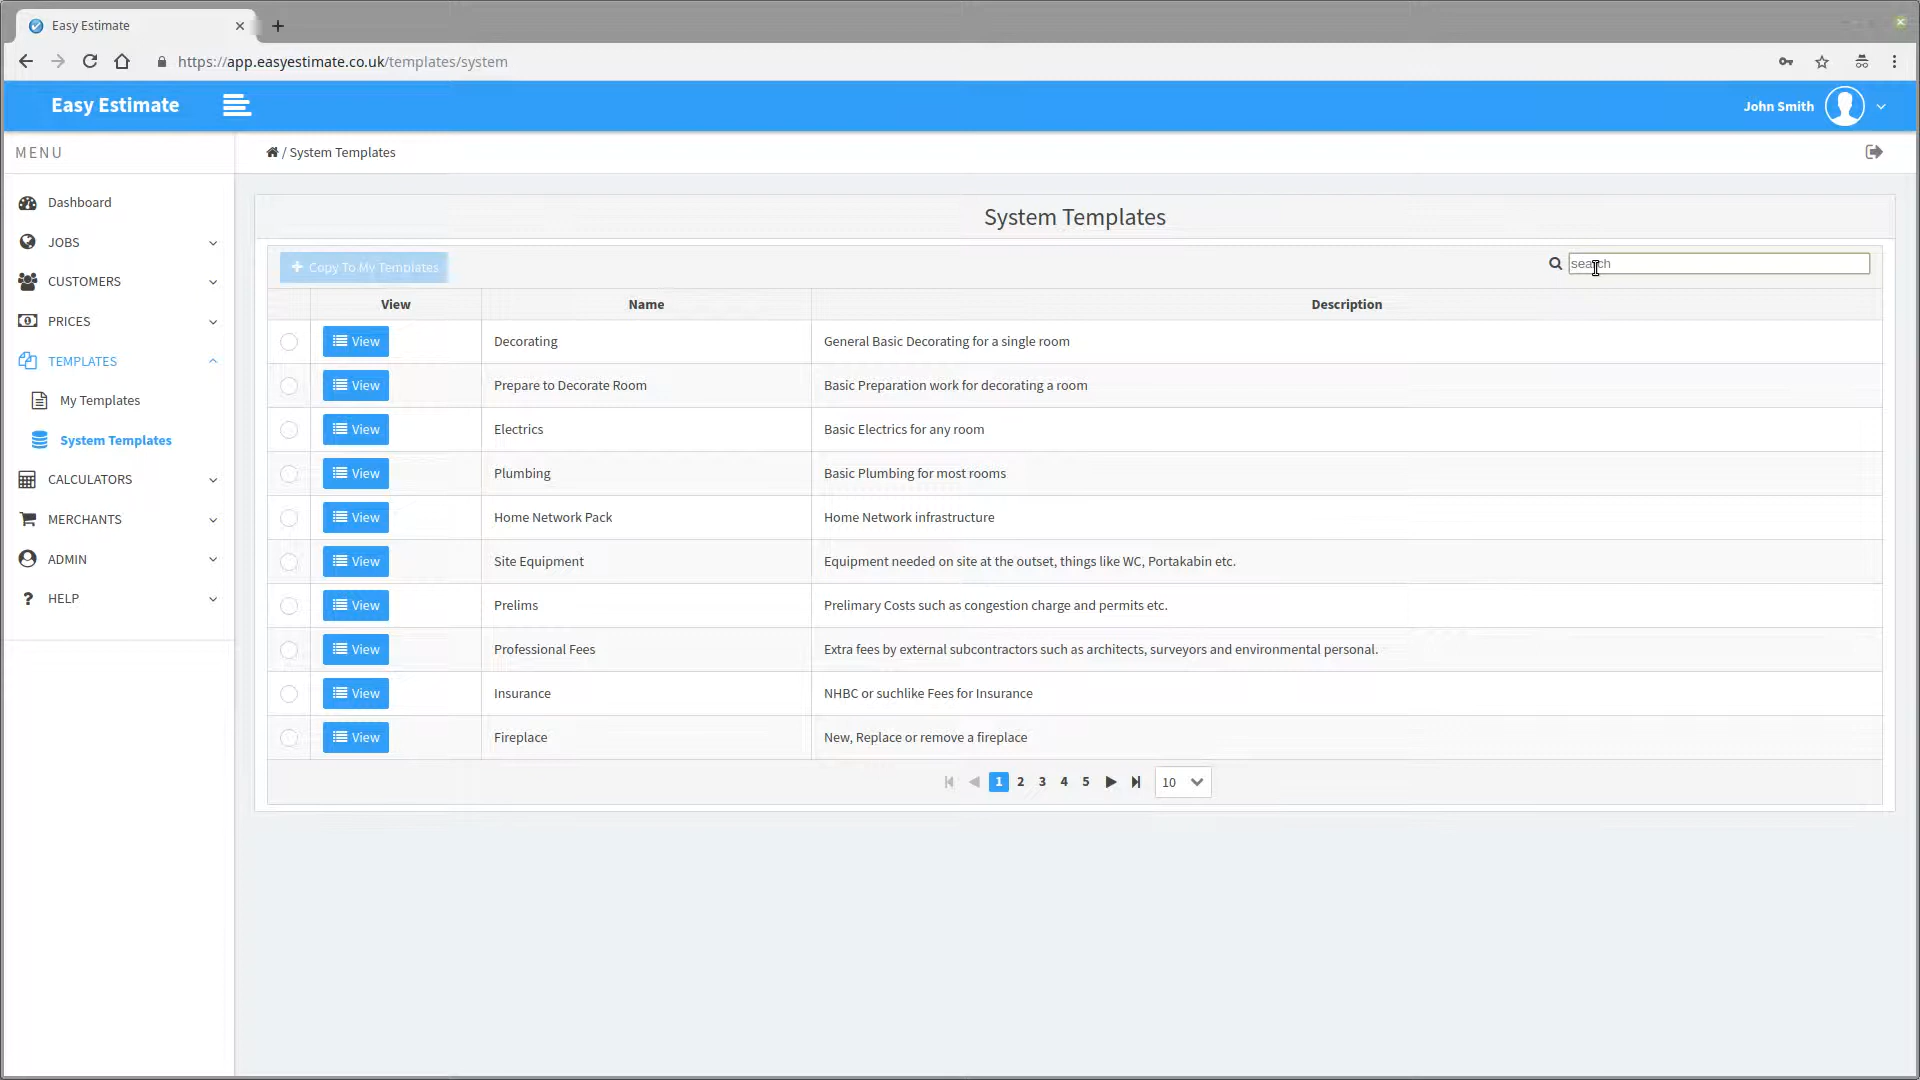 Easy Estimate
https://app.easyestimate.co.uk/templates/system
Easy Estimate
John Smith
MENU
/ System Templates
Dashboard
JOBS
CUSTOMERS
PRICES
TEMPLATES
My Templates
System Templates
CALCULATORS
MERCHANTS
ADMIN
? HELP
System Templates
+ Copy To My Templates
search
View Name Description
View Decorating General Basic Decorating for a single room
View Prepare to Decorate Room Basic Preparation work for decorating a room
View Electrics Basic Electrics for any room
View Plumbing Basic Plumbing for most rooms
View Home Network Pack Home Network infrastructure
View Site Equipment Equipment needed on site at the outset, things like WC, Portakabin etc.
View Prelims Prelimary Costs such as congestion charge and permits etc.
View Professional Fees Extra fees by external subcontractors such as architects, surveyors and environmental personal.
View Insurance NHBC or suchlike Fees for Insurance
View Fireplace New, Replace or remove a fireplace
1 2 3 4 5 10